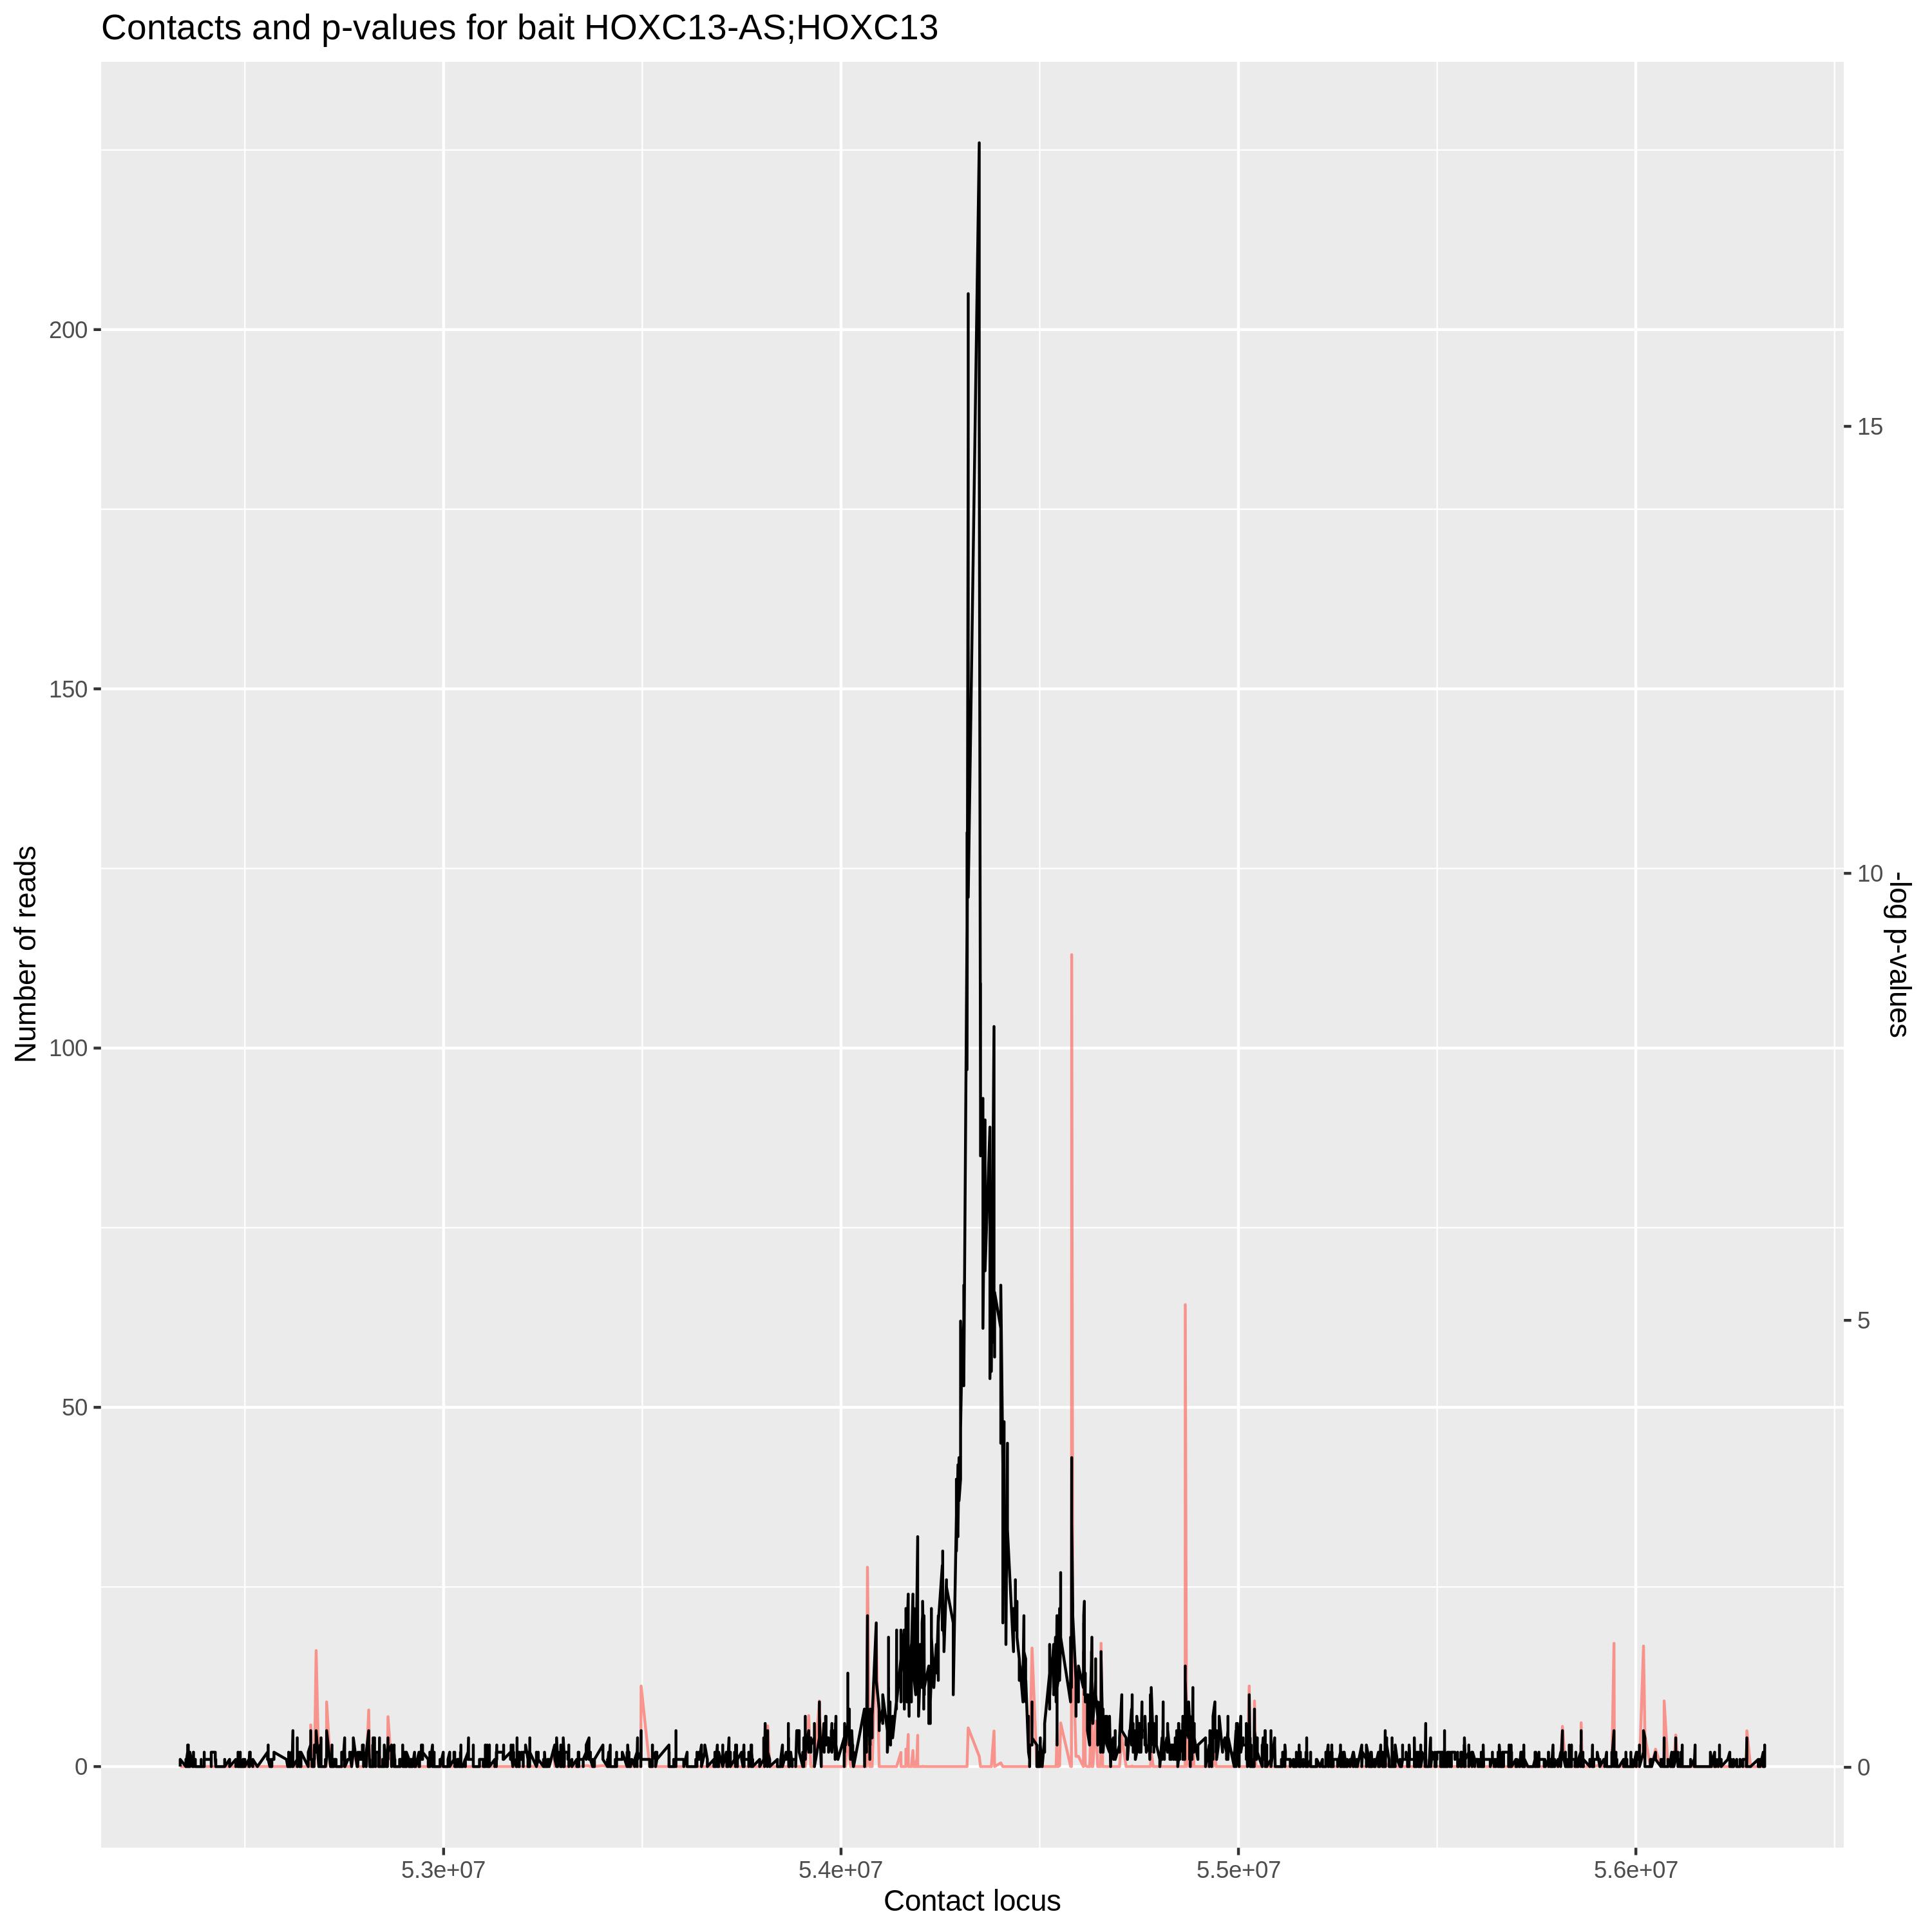 Contacts and p-values for bait HOXC13-AS;HOXC13
200
150
100
50
0
Number of reads
15
10
5
0
-log p-values
5.3e+07
5.4e+07
5.5e+07
5.6e+07
Contact locus